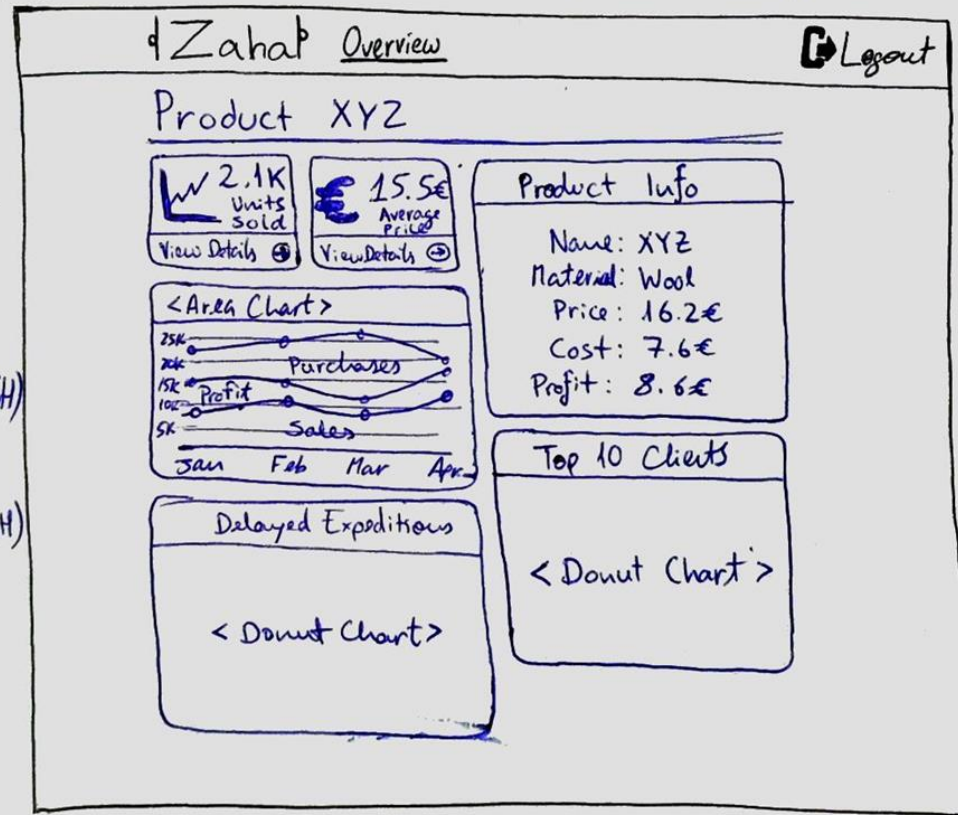 Zaha Overview
Logout
Product XYZ
2.1K
Units
Sold
View Details
€ 15.5€
Average
Price
View Details
<Area Chart>
25K
20K
15K
10K
5K
Purchases
Profit
Sales
Jan Feb Mar Apr
Delayed Expeditions
<Donut Chart>
Product Info
Name: XYZ
Material: Wool
Price: 16.2€
Cost: 7.6€
Profit: 8.6€
Top 10 Clients
<Donut Chart>
H)
H)